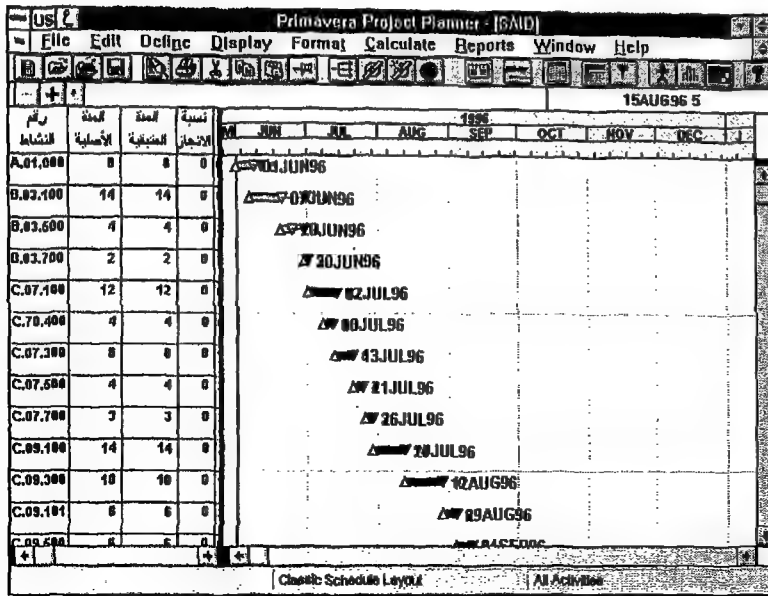 US
Primavera Project Planner - [SAID]
File Edit Define Display Format Calculate Reports Window Help
15AUG96 5
رقم النشاط
المدة الأصلية
المدة المتبقية
نسبة الانجاز
1996
JUN JUL AUG SEP OCT NOV DEC J
A.01.000 8 8 0
B.03.100 14 14 0
B.03.600 4 4 0
B.03.700 2 2 0 30JUN96
C.07.100 12 12 0 02JUL96
C.70.400 4 4 0
C.07.300 8 8 0 13JUL96
C.07.500 4 4 0 21JUL96
C.07.700 3 3 0 26JUL96
C.09.100 14 14 0
C.09.300 10 10 0 12AUG96
C.09.101 6 6 0 29AUG96
Classic Schedule Layout All Activities